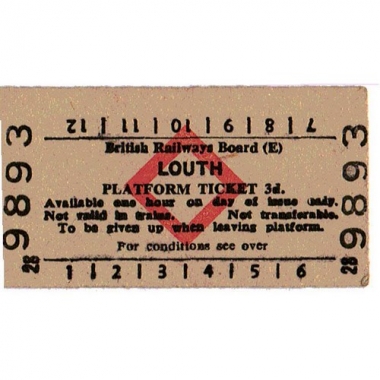 12 | 11 | 10 | 9 | 8 | 7
British Railways Board (E)
LOUTH
PLATFORM TICKET 3d.
Available one hour on day of issue only.
Not valid in trains. Not transferable.
To be given up when leaving platform.
For conditions see over
1 | 2 | 3 | 4 | 5 | 6
9893
28
9893
28